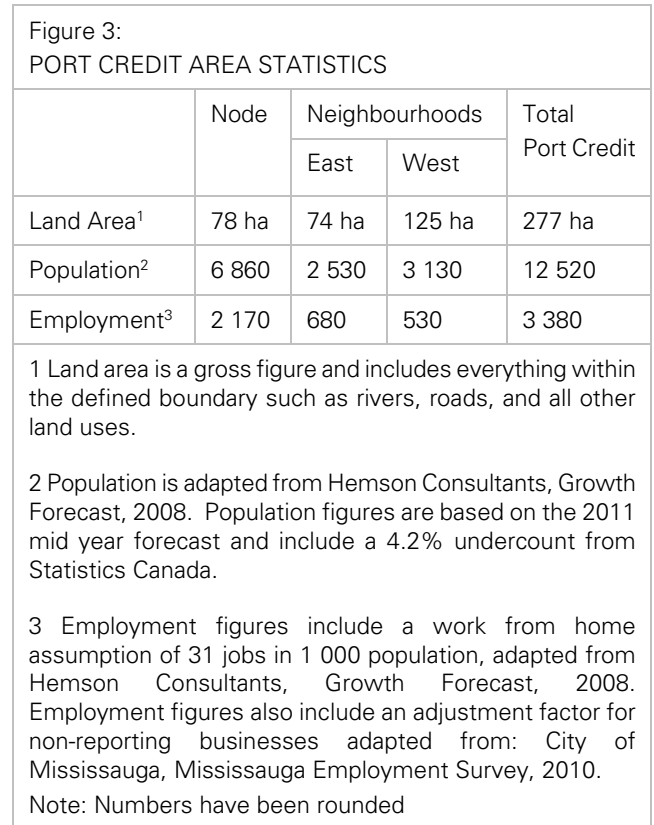 Figure 3:
PORT CREDIT AREA STATISTICS
Node Neighbourhoods Total Port Credit
East West
Land Area¹ 78 ha 74 ha 125 ha 277 ha
Population² 6 860 2 530 3 130 12 520
Employment³ 2 170 680 530 3 380
1 Land area is a gross figure and includes everything within
the defined boundary such as rivers, roads, and all other
land uses.
2 Population is adapted from Hemson Consultants, Growth
Forecast, 2008. Population figures are based on the 2011
mid year forecast and include a 4.2% undercount from
Statistics Canada.
3 Employment figures include a work from home
assumption of 31 jobs in 1 000 population, adapted from
Hemson Consultants, Growth Forecast, 2008.
Employment figures also include an adjustment factor for
non-reporting businesses adapted from: City of
Mississauga, Mississauga Employment Survey, 2010.
Note: Numbers have been rounded